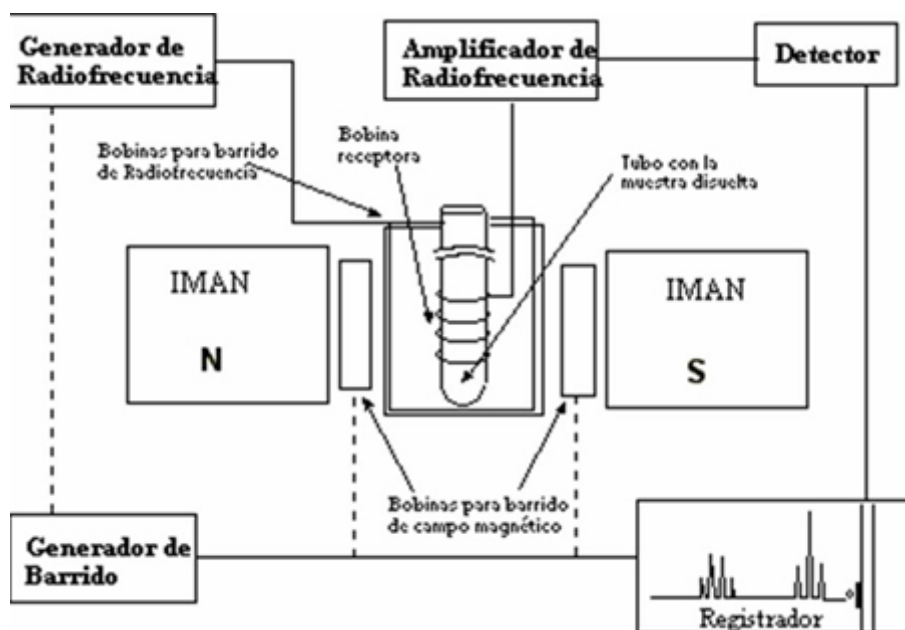 Generador de
Radiofrecuencia
Amplificador de
Radiofrecuencia
Detector
Bobinas para barrido
de Radiofrecuencia
Bobina
receptora
Tubo con la
muestra disuelta
IMAN
N
IMAN
S
Bobinas para barrido
de campo magnético
Generador de
Barrido
Registrador